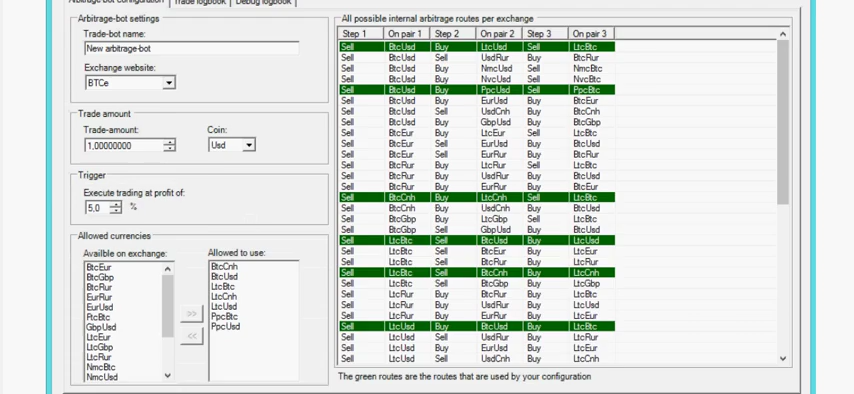 Arbitrage-bot configuration Trade logbook Debug logbook
Arbitrage-bot settings
Trade-bot name:
New arbitrage-bot
Exchange website:
BTCe
Trade amount
Trade-amount: Coin:
1,00000000 Usd
Trigger
Execute trading at profit of:
5,0 %
Allowed currencies
Availble on exchange:
BtcEur
BtcGbp
BtcRur
EurRur
EurUsd
FtcBtc
GbpUsd
LtcEur
LtcGbp
LtcRur
NmcBtc
NmcUsd
>>
<<
Allowed to use:
BtcCnh
BtcUsd
LtcBtc
LtcCnh
LtcUsd
PpcBtc
PpcUsd
All possible internal arbitrage routes per exchange
Step 1 On pair 1 Step 2 On pair 2 Step 3 On pair 3
Sell BtcUsd Buy LtcUsd Sell LtcBtc
Sell BtcUsd Sell UsdRur Buy BtcRur
Sell BtcUsd Buy NmcUsd Sell NmcBtc
Sell BtcUsd Buy NvcUsd Sell NvcBtc
Sell BtcUsd Buy PpcUsd Sell PpcBtc
Sell BtcUsd Buy EurUsd Buy BtcEur
Sell BtcUsd Sell UsdCnh Buy BtcCnh
Sell BtcUsd Buy GbpUsd Buy BtcGbp
Sell BtcEur Buy LtcEur Sell LtcBtc
Sell BtcEur Sell EurUsd Buy BtcUsd
Sell BtcEur Sell EurRur Buy BtcRur
Sell BtcRur Buy LtcRur Sell LtcBtc
Sell BtcRur Buy UsdRur Buy BtcUsd
Sell BtcRur Buy EurRur Buy BtcEur
Sell BtcCnh Buy LtcCnh Sell LtcBtc
Sell BtcCnh Buy UsdCnh Buy BtcUsd
Sell BtcGbp Buy LtcGbp Sell LtcBtc
Sell BtcGbp Sell GbpUsd Buy BtcUsd
Sell LtcBtc Sell BtcUsd Buy LtcUsd
Sell LtcBtc Sell BtcEur Buy LtcEur
Sell LtcBtc Sell BtcRur Buy LtcRur
Sell LtcBtc Sell BtcCnh Buy LtcCnh
Sell LtcBtc Sell BtcGbp Buy LtcGbp
Sell LtcRur Buy BtcRur Buy LtcBtc
Sell LtcRur Buy UsdRur Buy LtcUsd
Sell LtcRur Buy EurRur Buy LtcEur
Sell LtcUsd Buy BtcUsd Buy LtcBtc
Sell LtcUsd Sell UsdRur Buy LtcRur
Sell LtcUsd Buy EurUsd Buy LtcEur
Sell LtcUsd Sell UsdCnh Buy LtcCnh
The green routes are the routes that are used by your configuration